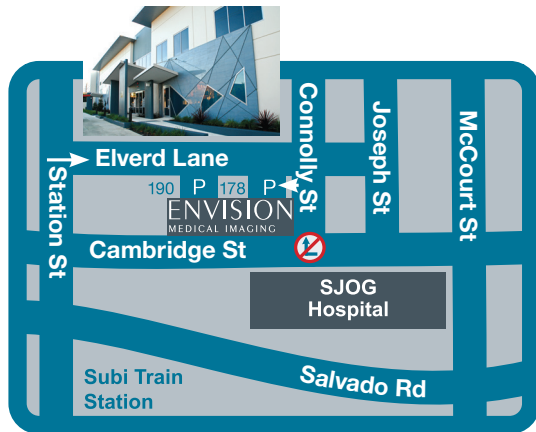 Elverd Lane
Connolly St
Joseph St
McCourt St
Station St
190 P 178 P
ENVISION
MEDICAL IMAGING
Cambridge St
SJOG
Hospital
Salvado Rd
Subi Train
Station